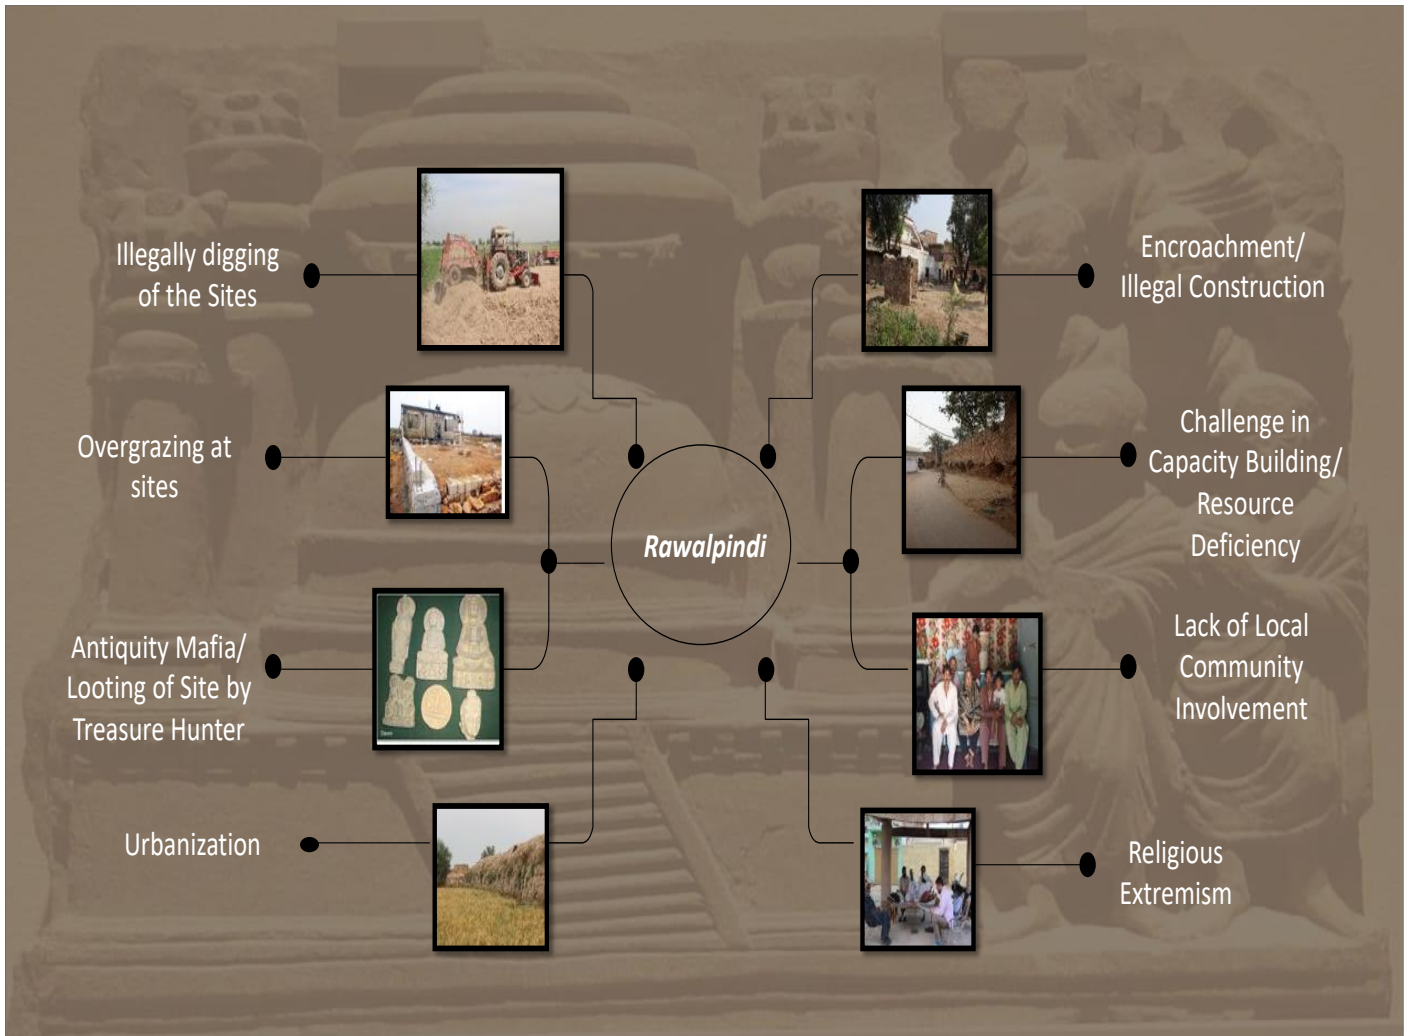 Illegally digging
of the Sites
Overgrazing at
sites
Antiquity Mafia/
Looting of Site by
Treasure Hunter
Urbanization
Rawalpindi
Encroachment/
Illegal Construction
Challenge in
Capacity Building/
Resource
Deficiency
Lack of Local
Community
Involvement
Religious
Extremism
Dawn